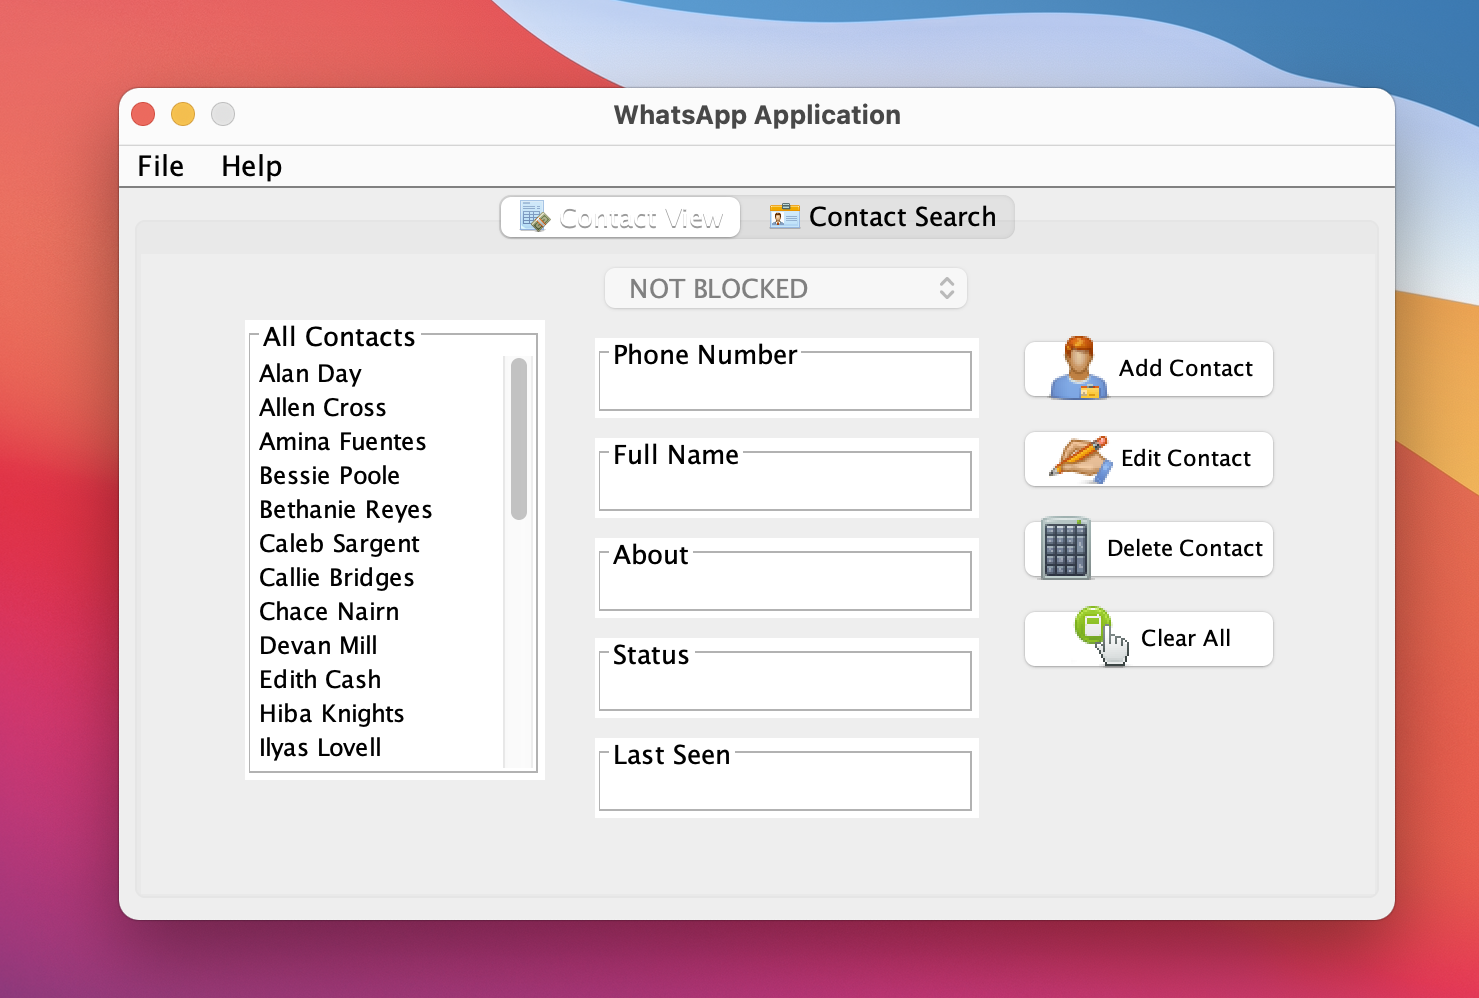 WhatsApp Application
File Help
Contact View Contact Search
NOT BLOCKED
All Contacts
Alan Day
Allen Cross
Amina Fuentes
Bessie Poole
Bethanie Reyes
Caleb Sargent
Callie Bridges
Chace Nairn
Devan Mill
Edith Cash
Hiba Knights
Ilyas Lovell
Phone Number
Full Name
About
Status
Last Seen
Add Contact
Edit Contact
Delete Contact
Clear All